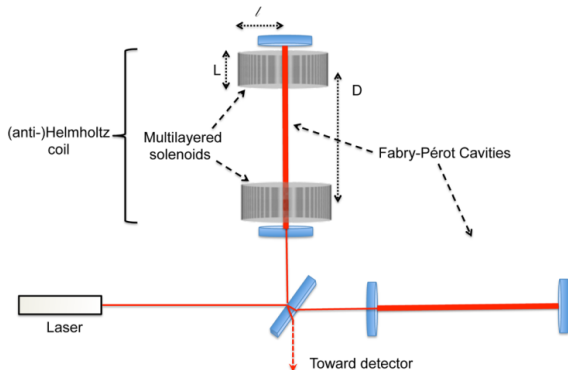 l
L
D
(anti-)Helmholtz
coil
Multilayered
solenoids
Fabry-Pérot Cavities
Laser
Toward detector